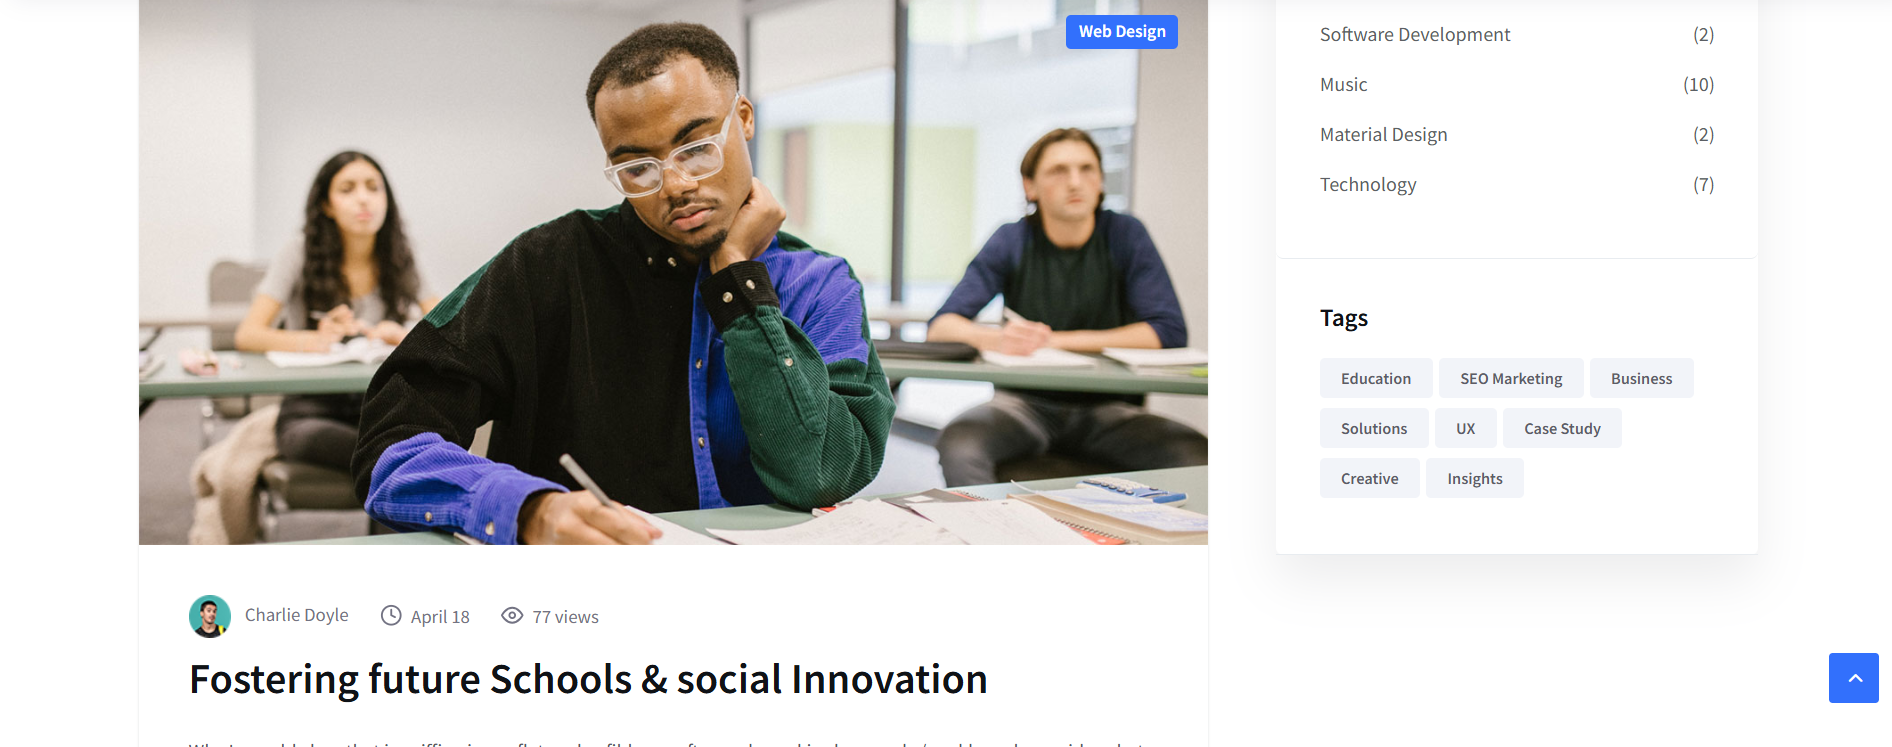 Web Design
Charlie Doyle April 18 77 views
Fostering future Schools & social Innovation
Software Development (2)
Music (10)
Material Design (2)
Technology (7)
Tags
Education SEO Marketing Business
Solutions UX Case Study
Creative Insights